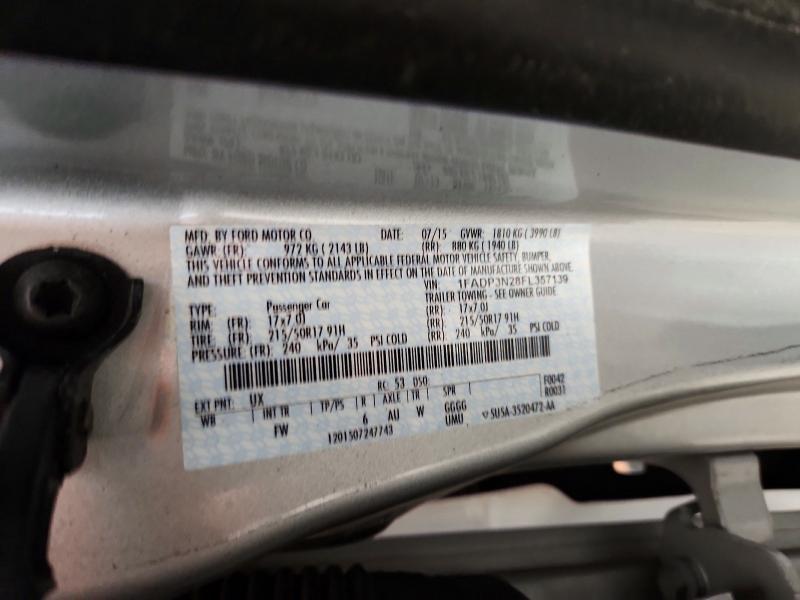 MFD. BY FORD MOTOR CO. DATE: 07/15 GVWR: 1810 KG ( 3990 LB)
GAWR: (FR): 972 KG ( 2143 LB) (RR): 880 KG ( 1940 LB)
THIS VEHICLE CONFORMS TO ALL APPLICABLE FEDERAL MOTOR VEHICLE SAFETY, BUMPER,
AND THEFT PREVENTION STANDARDS IN EFFECT ON THE DATE OF MANUFACTURE SHOWN ABOVE.
VIN: 1FADP3N28FL357139
TYPE: Passenger Car TRAILER TOWING - SEE OWNER GUIDE
RIM: (FR): 17x7.0J (RR): 17x7.0J
TIRE: (FR): 215/50R17 91H (RR): 215/50R17 91H
PRESSURE: (FR): 240 kPa/ 35 PSI COLD (RR): 240 kPa/ 35 PSI COLD
EXT PNT: UX RC: 53 DSO: F0042
WB INT TR TP/PS R AXLE TR SPR R0031
FW 6 AU W GGGG
UMU
1201507247743 ▽ 5U5A-3520472-AA